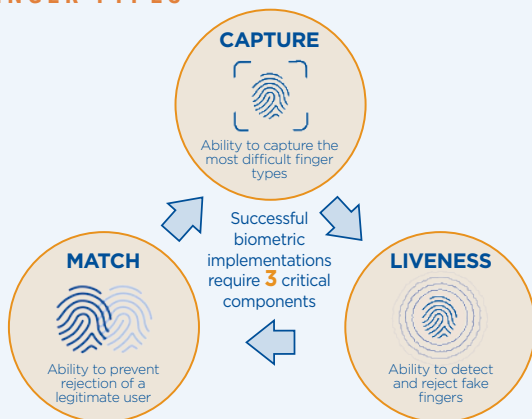 CAPTURE
Ability to capture the
most difficult finger
types
Successful
biometric
implementations
require 3 critical
components
MATCH
Ability to prevent
rejection of a
legitimate user
LIVENESS
Ability to detect
and reject fake
fingers